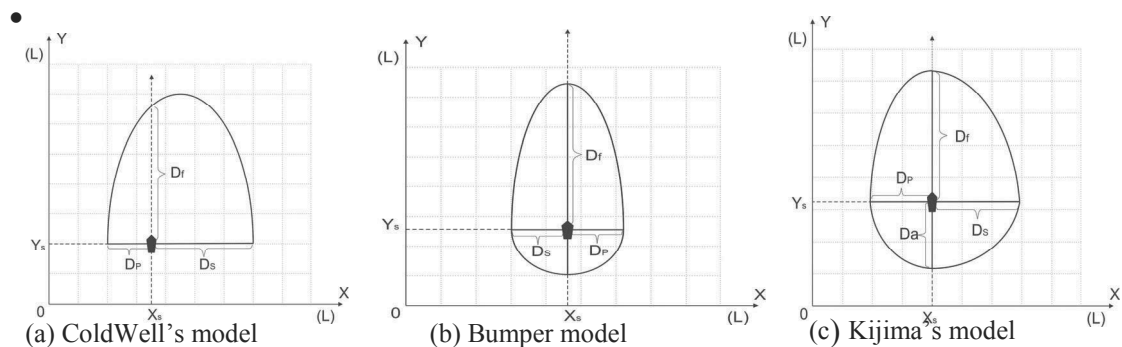 Y
(L)
Df
Ys
DP
DS
0
Xs
X
(L)
(a) ColdWell's model
Y
(L)
Df
Ys
DS
DP
0
Xs
X
(L)
(b) Bumper model
Y
(L)
Df
DP
Ys
Da
DS
0
Xs
X
(L)
(c) Kijima's model